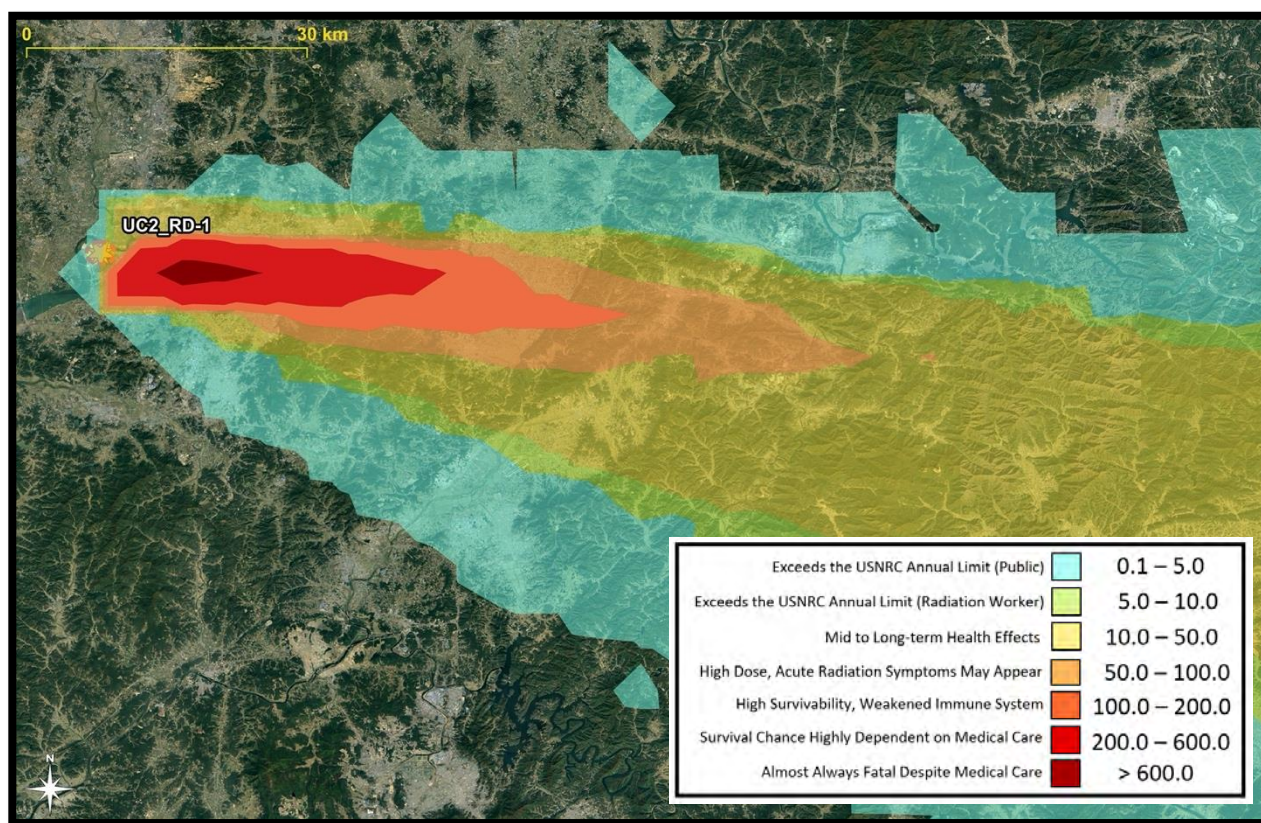 0 30 km
UC2_RD-1
Exceeds the USNRC Annual Limit (Public) 0.1 – 5.0
Exceeds the USNRC Annual Limit (Radiation Worker) 5.0 – 10.0
Mid to Long-term Health Effects 10.0 – 50.0
High Dose, Acute Radiation Symptoms May Appear 50.0 – 100.0
High Survivability, Weakened Immune System 100.0 – 200.0
Survival Chance Highly Dependent on Medical Care 200.0 – 600.0
Almost Always Fatal Despite Medical Care > 600.0
N